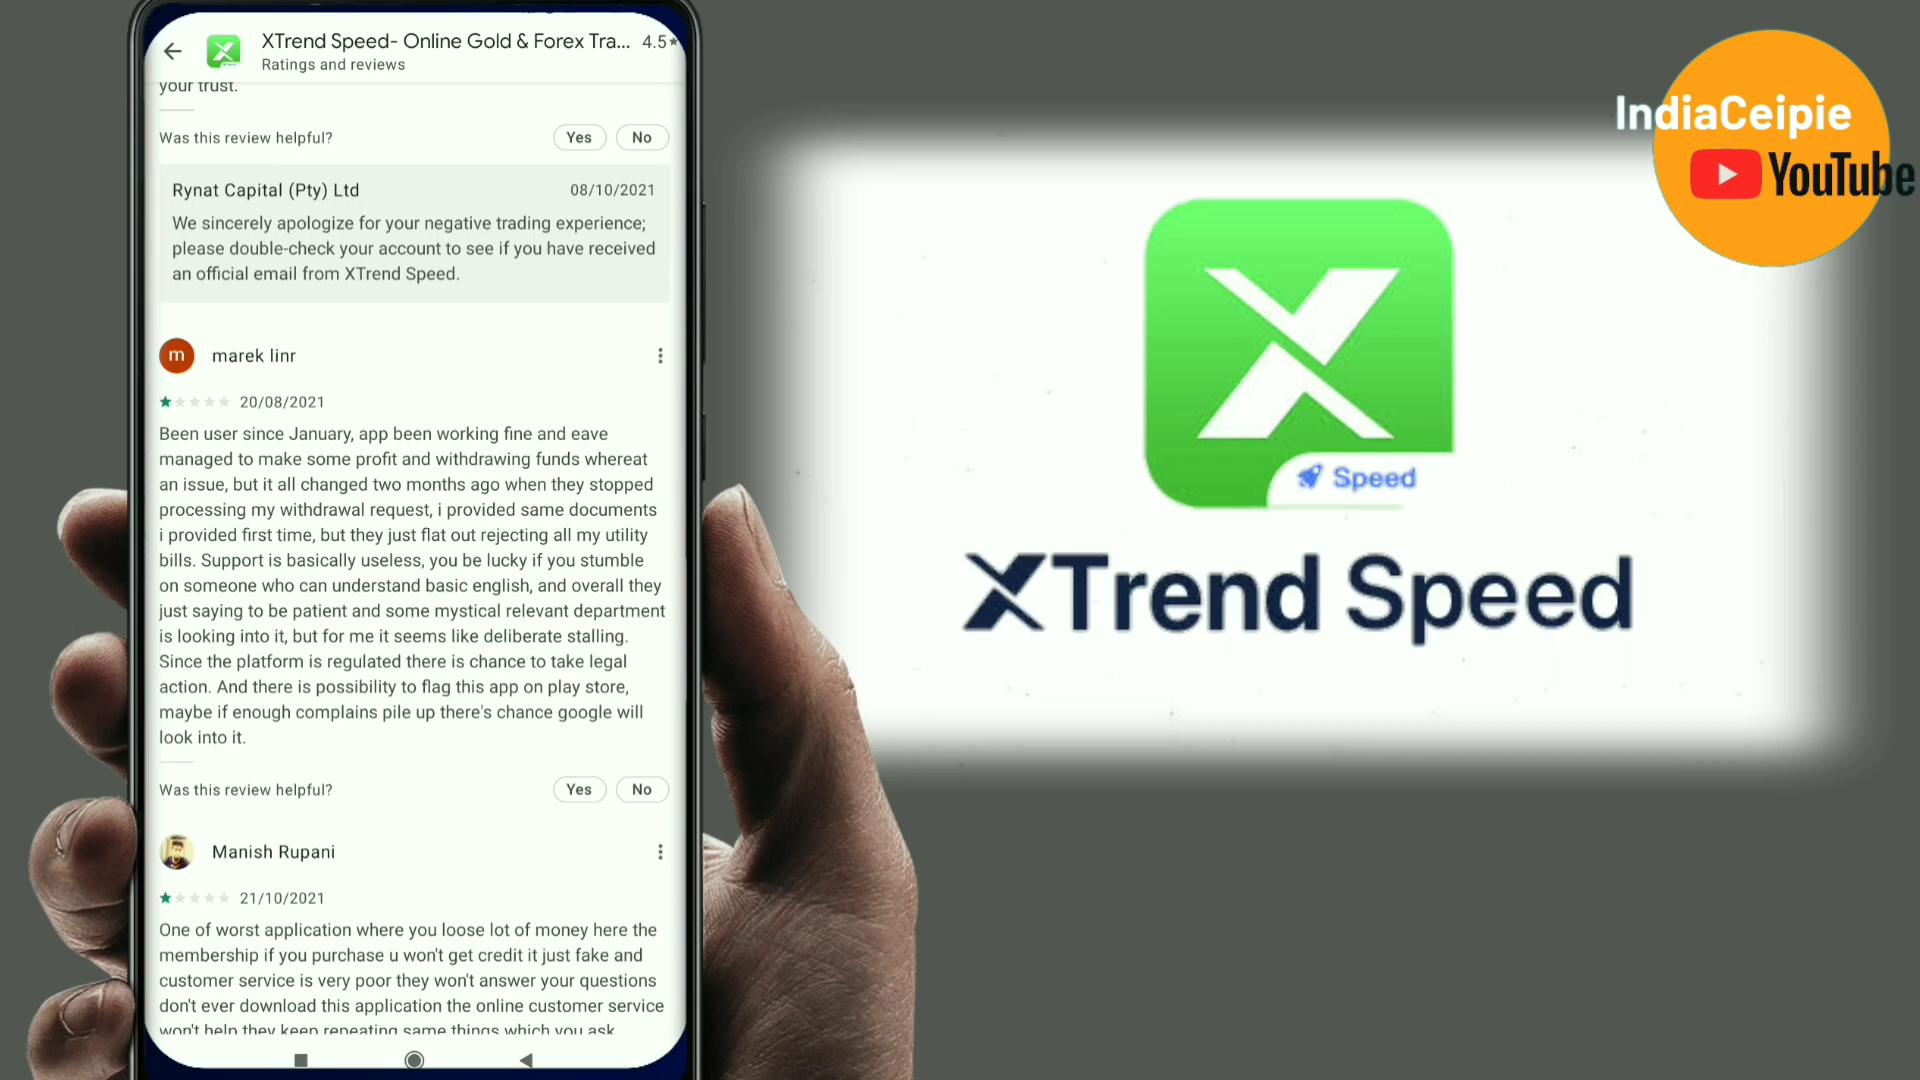 XTrend Speed- Online Gold & Forex Tra... 4.5★
Ratings and reviews
your trust.
Was this review helpful? Yes No
Rynat Capital (Pty) Ltd 08/10/2021
We sincerely apologize for your negative trading experience;
please double-check your account to see if you have received
an official email from XTrend Speed.
m marek linr
20/08/2021
Been user since January, app been working fine and eave
managed to make some profit and withdrawing funds whereat
an issue, but it all changed two months ago when they stopped
processing my withdrawal request, i provided same documents
i provided first time, but they just flat out rejecting all my utility
bills. Support is basically useless, you be lucky if you stumble
on someone who can understand basic english, and overall they
just saying to be patient and some mystical relevant department
is looking into it, but for me it seems like deliberate stalling.
Since the platform is regulated there is chance to take legal
action. And there is possibility to flag this app on play store,
maybe if enough complains pile up there's chance google will
look into it.
Was this review helpful? Yes No
Manish Rupani
21/10/2021
One of worst application where you loose lot of money here the
membership if you purchase u won't get credit it just fake and
customer service is very poor they won't answer your questions
don't ever download this application the online customer service
won't help they keep repeating same things which you ask
Speed
XTrend Speed
IndiaCeipie
YouTube